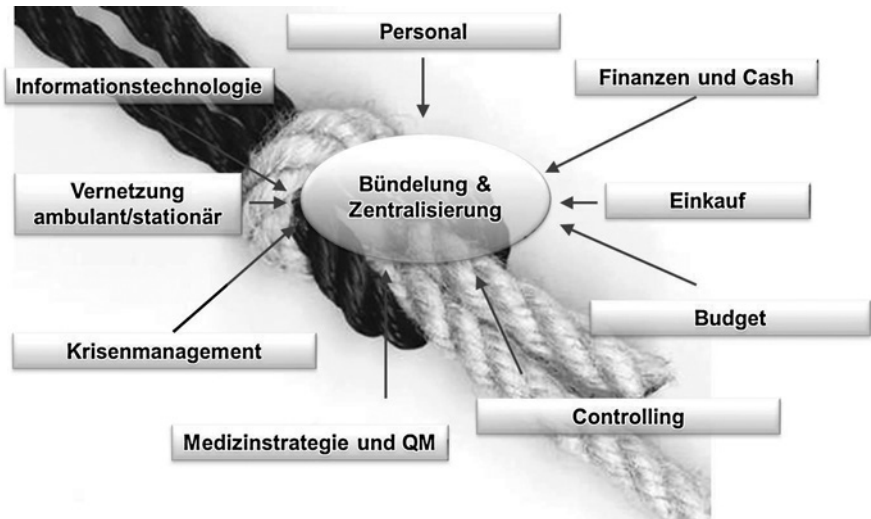 Personal
Informationstechnologie
Finanzen und Cash
Bündelung &
Zentralisierung
Vernetzung
ambulant/stationär
Einkauf
Budget
Krisenmanagement
Controlling
Medizinstrategie und QM